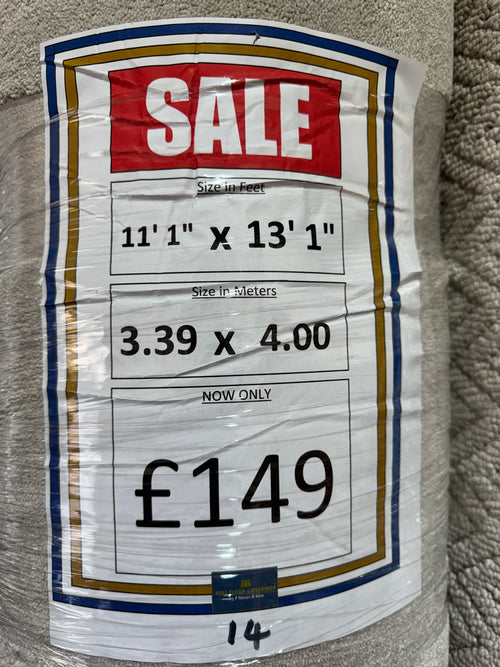 SALE
Size in Feet
11' 1" x 13' 1"
Size in Meters
3.39 x 4.00
NOW ONLY
£149
14